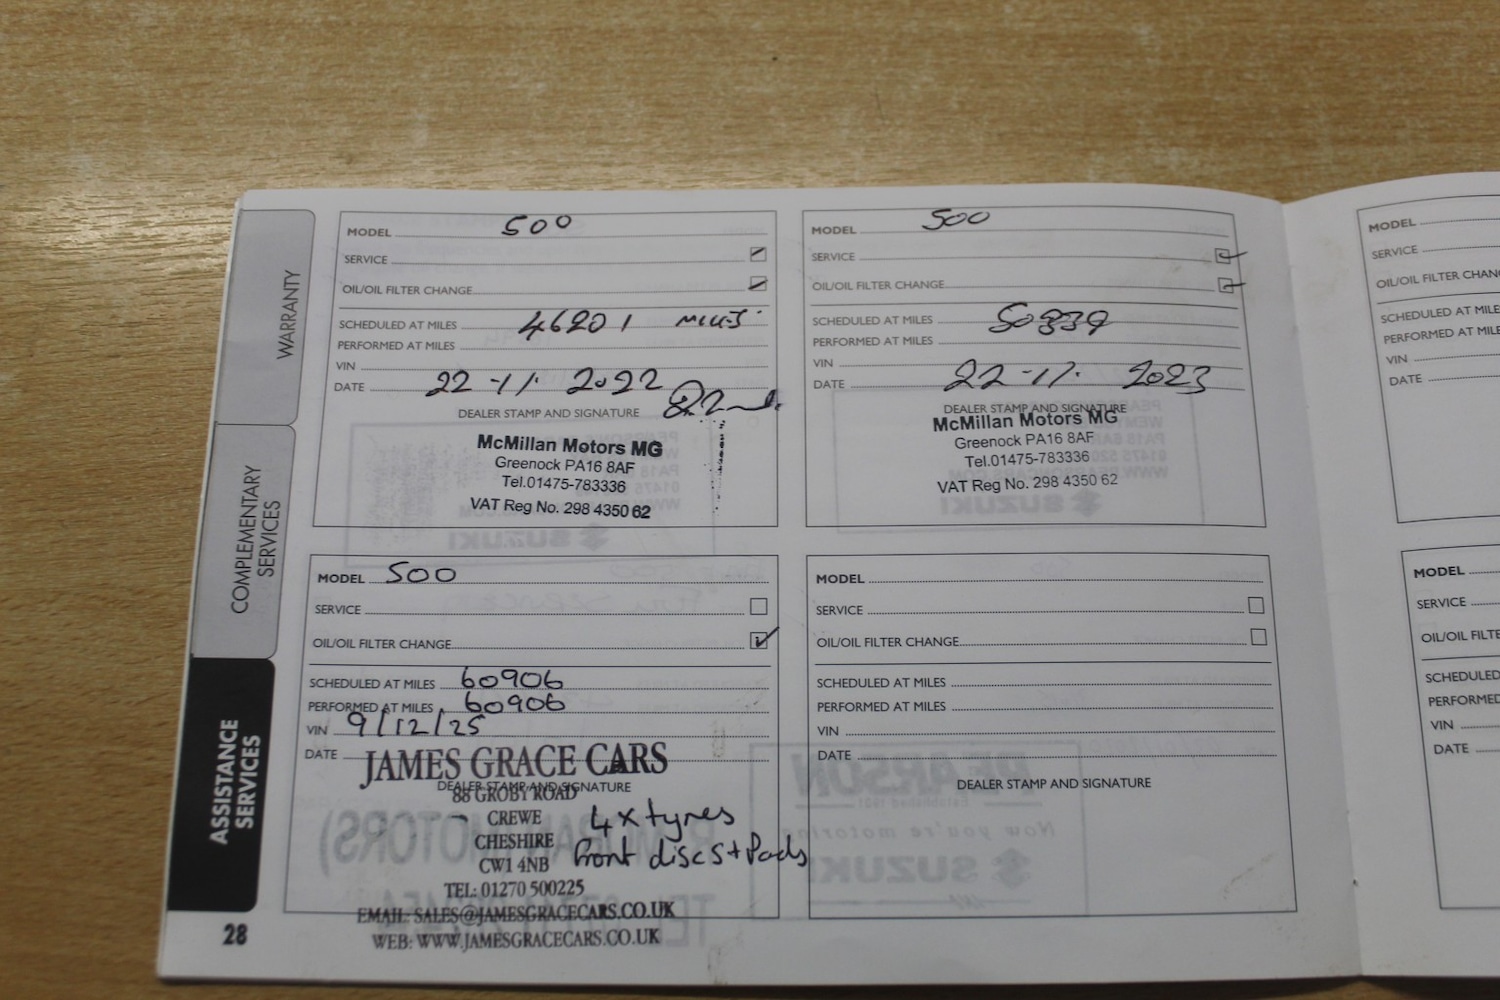 WARRANTY
COMPLEMENTARY
SERVICES
ASSISTANCE
SERVICES
28
MODEL 500
SERVICE
OIL/OIL FILTER CHANGE
SCHEDULED AT MILES 46201 MILES
PERFORMED AT MILES
VIN
DATE 22-11-2022
DEALER STAMP AND SIGNATURE
McMillan Motors MG
Greenock PA16 8AF
Tel.01475-783336
VAT Reg No. 298 4350 62
MODEL 500
SERVICE
OIL/OIL FILTER CHANGE
SCHEDULED AT MILES 50939
PERFORMED AT MILES
VIN
DATE 22-11-2023
DEALER STAMP AND SIGNATURE
McMillan Motors MG
Greenock PA16 8AF
Tel.01475-783336
VAT Reg No. 298 4350 62
MODEL 500
SERVICE
OIL/OIL FILTER CHANGE
SCHEDULED AT MILES 60906
PERFORMED AT MILES 60906
VIN 9/12/25
DATE
JAMES GRACE CARS
DEALER STAMP AND SIGNATURE
88 GROBY ROAD
CREWE
CHESHIRE
CW1 4NB
TEL: 01270 500225
EMAIL: SALES@JAMESGRACECARS.CO.UK
WEB: WWW.JAMESGRACECARS.CO.UK
4x tyres
Front discs + Pads
MODEL
SERVICE
OIL/OIL FILTER CHANGE
SCHEDULED AT MILES
PERFORMED AT MILES
VIN
DATE
DEALER STAMP AND SIGNATURE
MODEL
SERVICE
OIL/OIL FILTER CHAN
SCHEDULED AT MILES
PERFORMED AT MILE
VIN
DATE
MODEL
SERVICE
OIL/OIL FILTE
SCHEDULED
PERFORMED
VIN
DATE